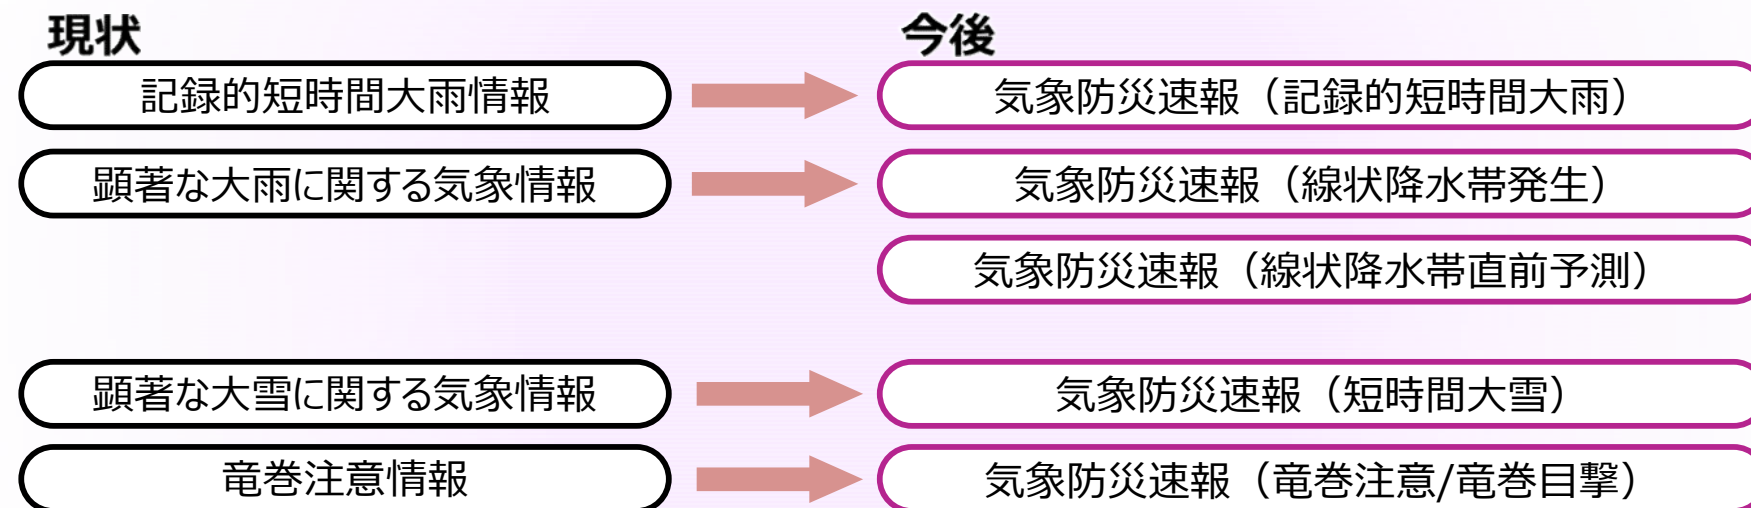 現状
今後
記録的短時間大雨情報
気象防災速報（記録的短時間大雨）
顕著な大雨に関する気象情報
気象防災速報（線状降水帯発生）
気象防災速報（線状降水帯直前予測）
顕著な大雪に関する気象情報
気象防災速報（短時間大雪）
竜巻注意情報
気象防災速報（竜巻注意/竜巻目撃）